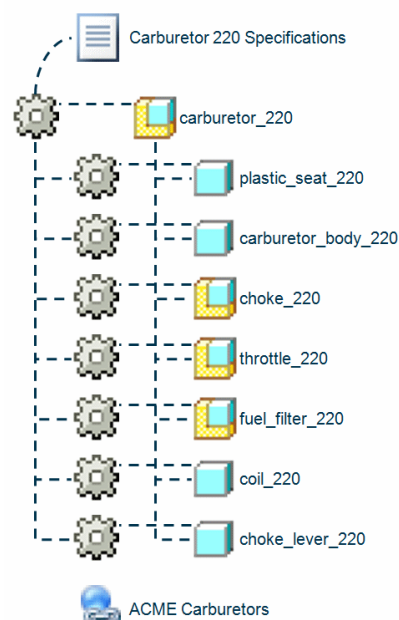 Carburetor 220 Specifications
carburetor_220
plastic_seat_220
carburetor_body_220
choke_220
throttle_220
fuel_filter_220
coil_220
choke_lever_220
ACME Carburetors